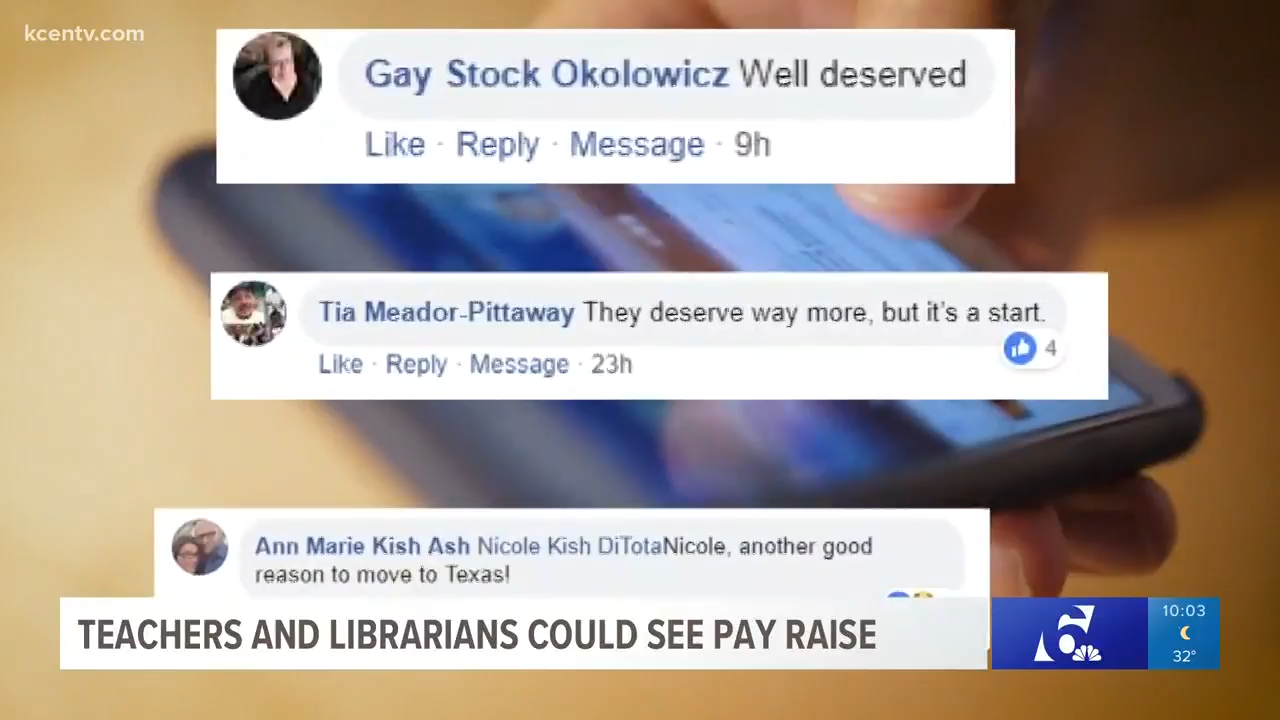 kcentv.com
Gay Stock Okolowicz Well deserved
Like · Reply · Message · 9h
Tia Meador-Pittaway They deserve way more, but it's a start.
4
Like · Reply · Message · 23h
Ann Marie Kish Ash Nicole Kish DiTotaNicole, another good
reason to move to Texas!
TEACHERS AND LIBRARIANS COULD SEE PAY RAISE
6
10:03
32°